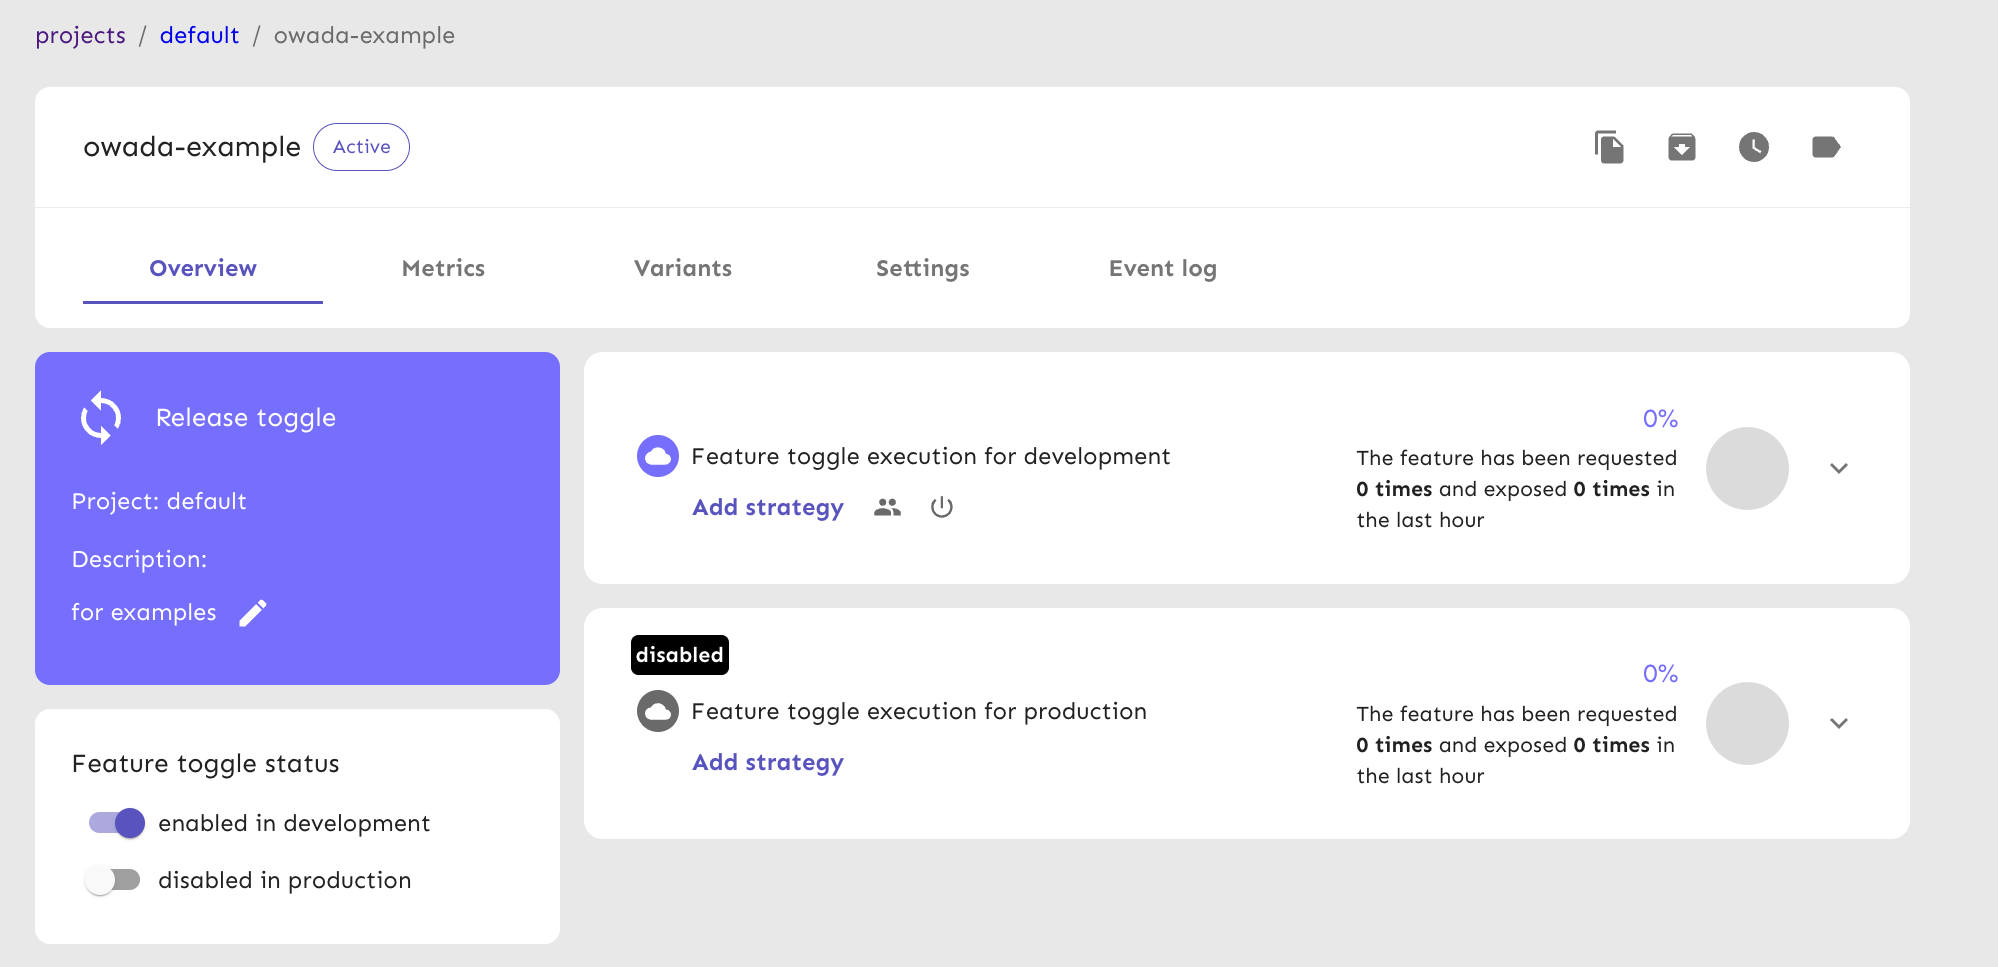 projects / default / owada-example
owada-example Active
Overview Metrics Variants Settings Event log
Release toggle
Project: default
Description:
for examples
Feature toggle status
enabled in development
disabled in production
Feature toggle execution for development
Add strategy
0%
The feature has been requested
0 times and exposed 0 times in
the last hour
disabled
Feature toggle execution for production
Add strategy
0%
The feature has been requested
0 times and exposed 0 times in
the last hour